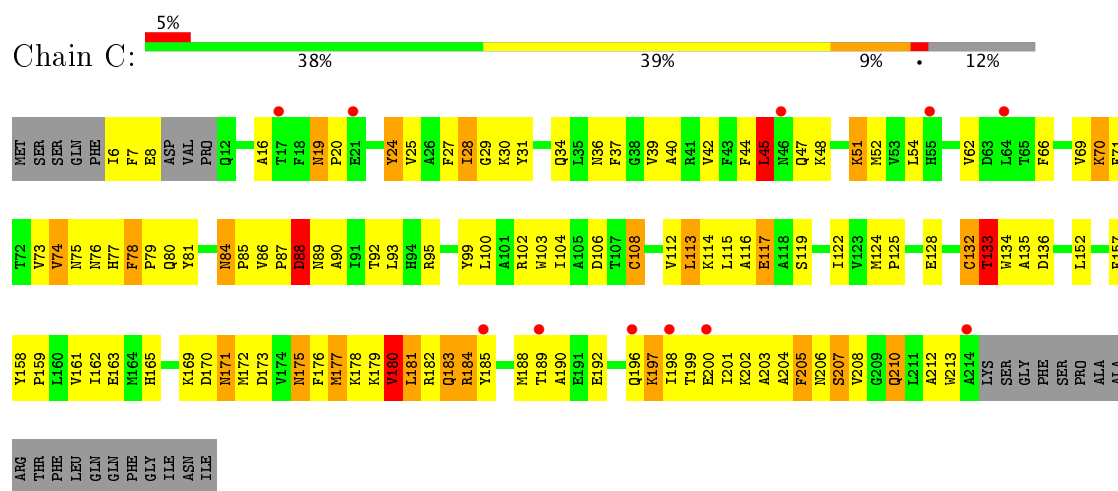 5%
Chain C:
38% 39% 9% • 12%
MET SER SER GLN PHE I6 F7 E8 ASP VAL PRO Q12 A16 T17 F18 N19 P20 E21 Y24 V25 A26 F27 I28 G29 K30 Y31 Q34 L35 N36 F37 G38 V39 A40 R41 V42 F43 F44 L45 N46 Q47 K48 K51 M52 V53 L54 H55 V62 D63 L64 T65 F66 V69 K70 E71
T72 V73 V74 N75 N76 H77 F78 P79 Q80 Y81 N84 P85 V86 P87 D88 N89 A90 I91 T92 L93 H94 R95 Y99 L100 A101 R102 W103 I104 A105 D106 T107 C108 V112 L113 K114 L115 A116 E117 A118 S119 I122 V123 M124 P125 E128 C132 T133 W134 A135 D136 L152 E157
Y158 P159 L160 V161 I162 E163 M164 H165 K169 D170 N171 M172 D173 V174 N175 F176 M177 K178 K179 V180 L181 R182 Q183 R184 Y185 M188 T189 A190 E191 E192 Q196 K197 I198 T199 E200 I201 K202 A203 A204 F205 N206 S207 V208 G209 Q210 L211 A212 W213 A214 LYS SER GLY PHE SER PRO ALA ALA
ARG THR PHE LEU GLN GLN PHE GLY ILE ASN ILE